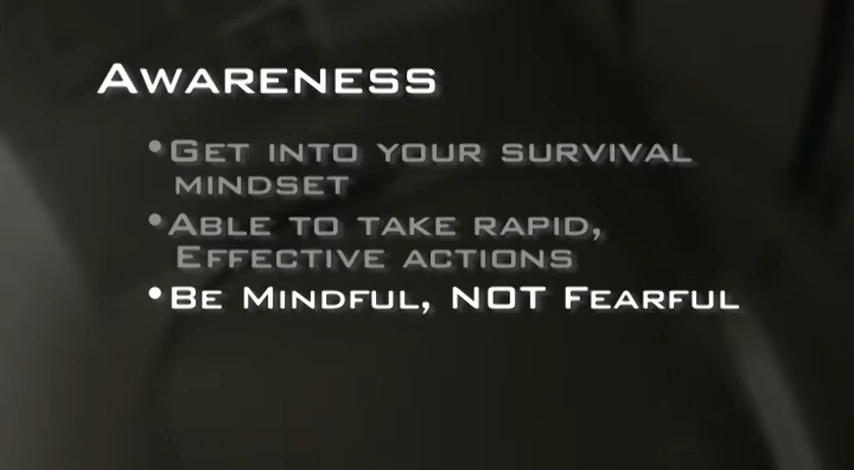 Awareness
•Get into your survival
mindset
•Able to take rapid,
Effective actions
•Be Mindful, NOT Fearful